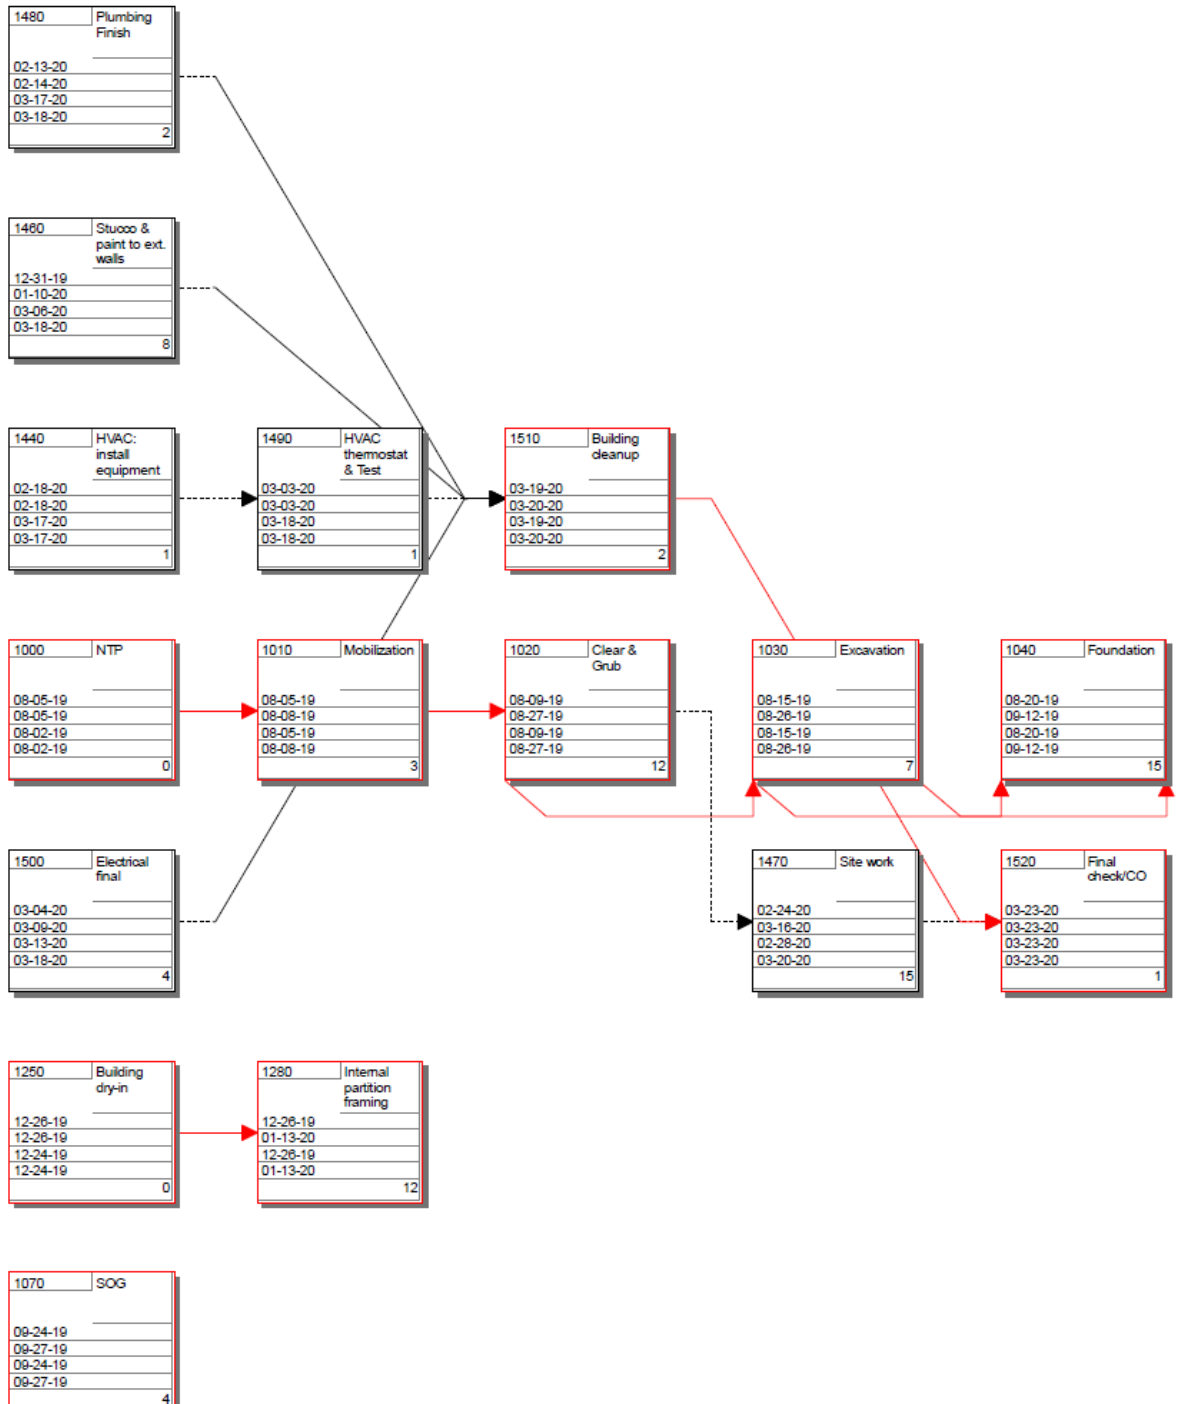 1480 Plumbing
Finish
02-13-20
02-14-20
03-17-20
03-18-20
2
1460 Stucco &
paint to ext.
walls
12-31-19
01-10-20
03-06-20
03-18-20
8
1440 HVAC:
install
equipment
02-18-20
02-18-20
03-17-20
03-17-20
1
1490 HVAC
thermostat
& Test
03-03-20
03-03-20
03-18-20
03-18-20
1
1510 Building
cleanup
03-19-20
03-20-20
03-19-20
03-20-20
2
1000 NTP
08-05-19
08-05-19
08-02-19
08-02-19
0
1010 Mobilization
08-05-19
08-08-19
08-05-19
08-08-19
3
1020 Clear &
Grub
08-09-19
08-27-19
08-09-19
08-27-19
12
1030 Excavation
08-15-19
08-26-19
08-15-19
08-26-19
7
1040 Foundation
08-20-19
09-12-19
08-20-19
09-12-19
15
1500 Electrical
final
03-04-20
03-09-20
03-13-20
03-18-20
4
1470 Site work
02-24-20
03-16-20
02-28-20
03-20-20
15
1520 Final
check/CO
03-23-20
03-23-20
03-23-20
03-23-20
1
1250 Building
dry-in
12-26-19
12-26-19
12-24-19
12-24-19
0
1280 Internal
partition
framing
12-26-19
01-13-20
12-26-19
01-13-20
12
1070 SOG
09-24-19
09-27-19
09-24-19
09-27-19
4